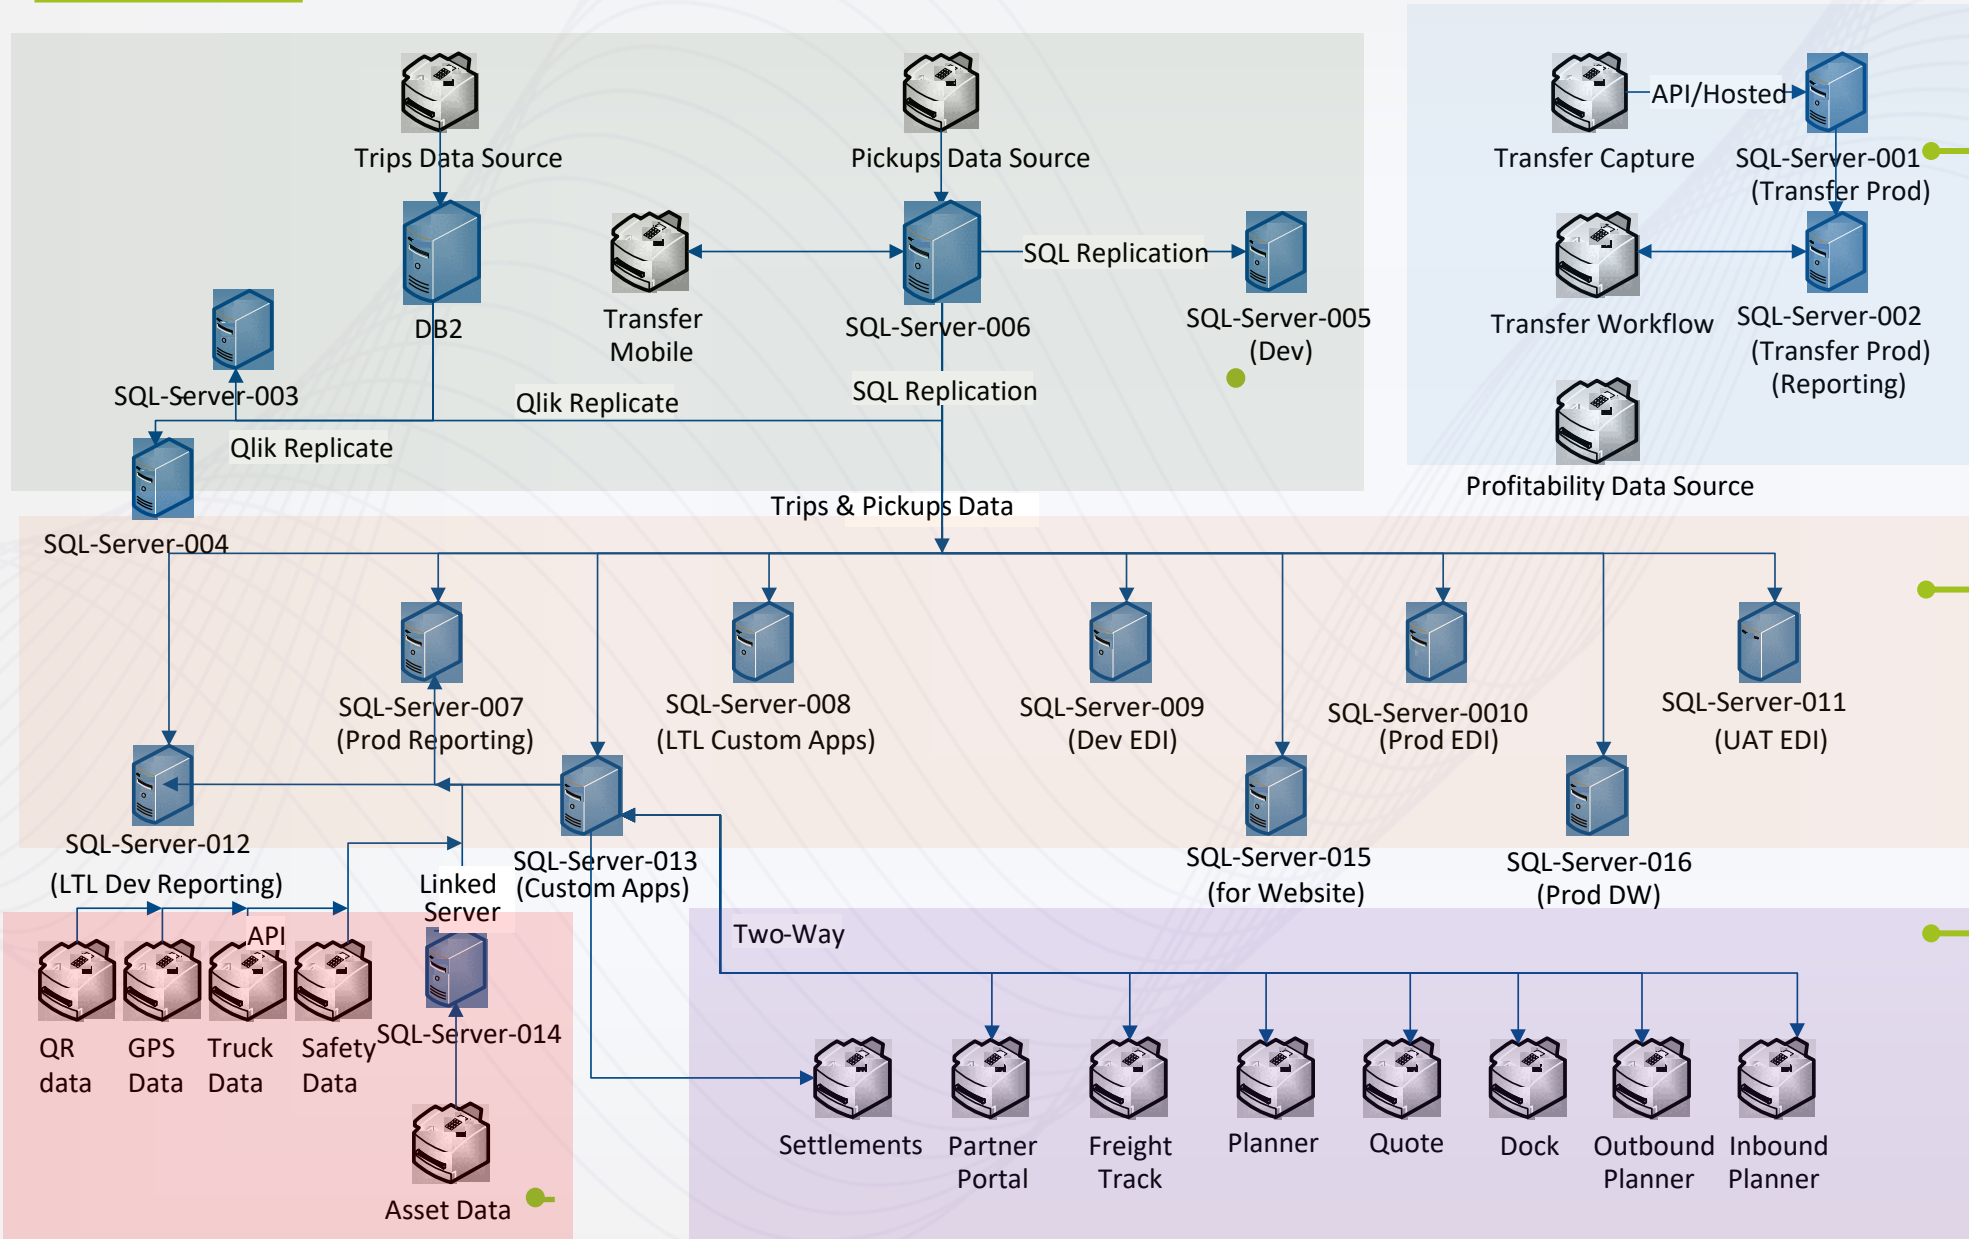 Trips Data Source
Pickups Data Source
API/Hosted
Transfer Capture
SQL-Server-001
(Transfer Prod)
SQL Replication
DB2
Transfer
Mobile
SQL-Server-006
SQL-Server-005
(Dev)
Transfer Workflow
SQL-Server-002
(Transfer Prod)
(Reporting)
SQL-Server-003
Qlik Replicate
SQL Replication
Qlik Replicate
Profitability Data Source
Trips & Pickups Data
SQL-Server-004
SQL-Server-007
(Prod Reporting)
SQL-Server-008
(LTL Custom Apps)
SQL-Server-009
(Dev EDI)
SQL-Server-0010
(Prod EDI)
SQL-Server-011
(UAT EDI)
SQL-Server-012
(LTL Dev Reporting)
Linked
Server
SQL-Server-013
(Custom Apps)
SQL-Server-015
(for Website)
SQL-Server-016
(Prod DW)
API
Two-Way
QR
data
GPS
Data
Truck
Data
Safety
Data
SQL-Server-014
Asset Data
Settlements
Partner
Portal
Freight
Track
Planner
Quote
Dock
Outbound
Planner
Inbound
Planner